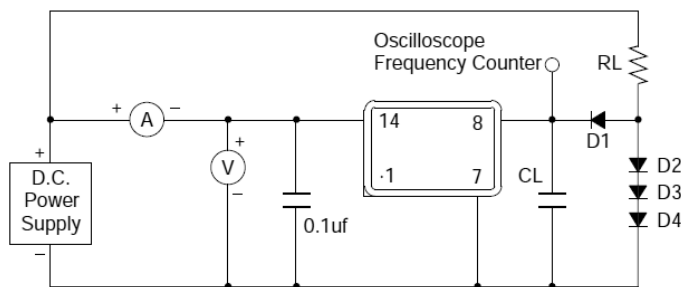 Oscilloscope
Frequency Counter
RL
+ A −
14
8
D1
+
V
−
+
D.C.
Power
Supply
−
·1
7
CL
0.1uf
D2
D3
D4